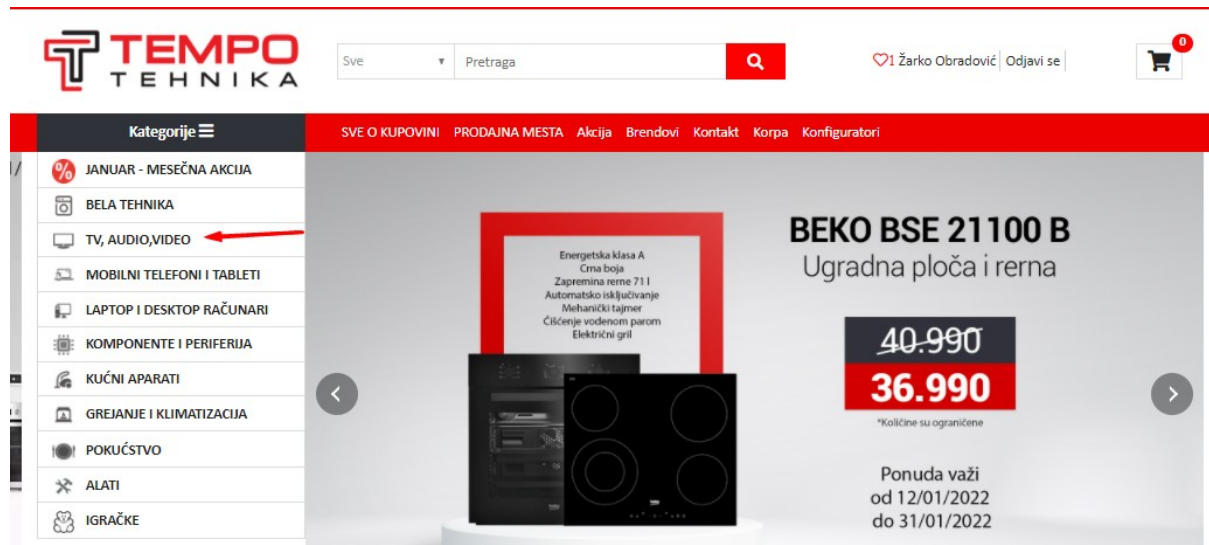 TEMPO
TEHNIKA
Sve
Pretraga
1 Žarko Obradović
Odjavi se
0
Kategorije
SVE O KUPOVINI
PRODAJNA MESTA
Akcija
Brendovi
Kontakt
Korpa
Konfiguratori
% JANUAR - MESEČNA AKCIJA
BELA TEHNIKA
TV, AUDIO,VIDEO
MOBILNI TELEFONI I TABLETI
LAPTOP I DESKTOP RAČUNARI
KOMPONENTE I PERIFERIJA
KUĆNI APARATI
GREJANJE I KLIMATIZACIJA
POKUĆSTVO
ALATI
IGRAČKE
Energetska klasa A
Crna boja
Zapremina rerne 71 l
Automatsko isključivanje
Mehanički tajmer
Čišćenje vodenom parom
Električni gril
BEKO BSE 21100 B
Ugradna ploča i rerna
40.990
36.990
*Količine su ograničene
Ponuda važi
od 12/01/2022
do 31/01/2022